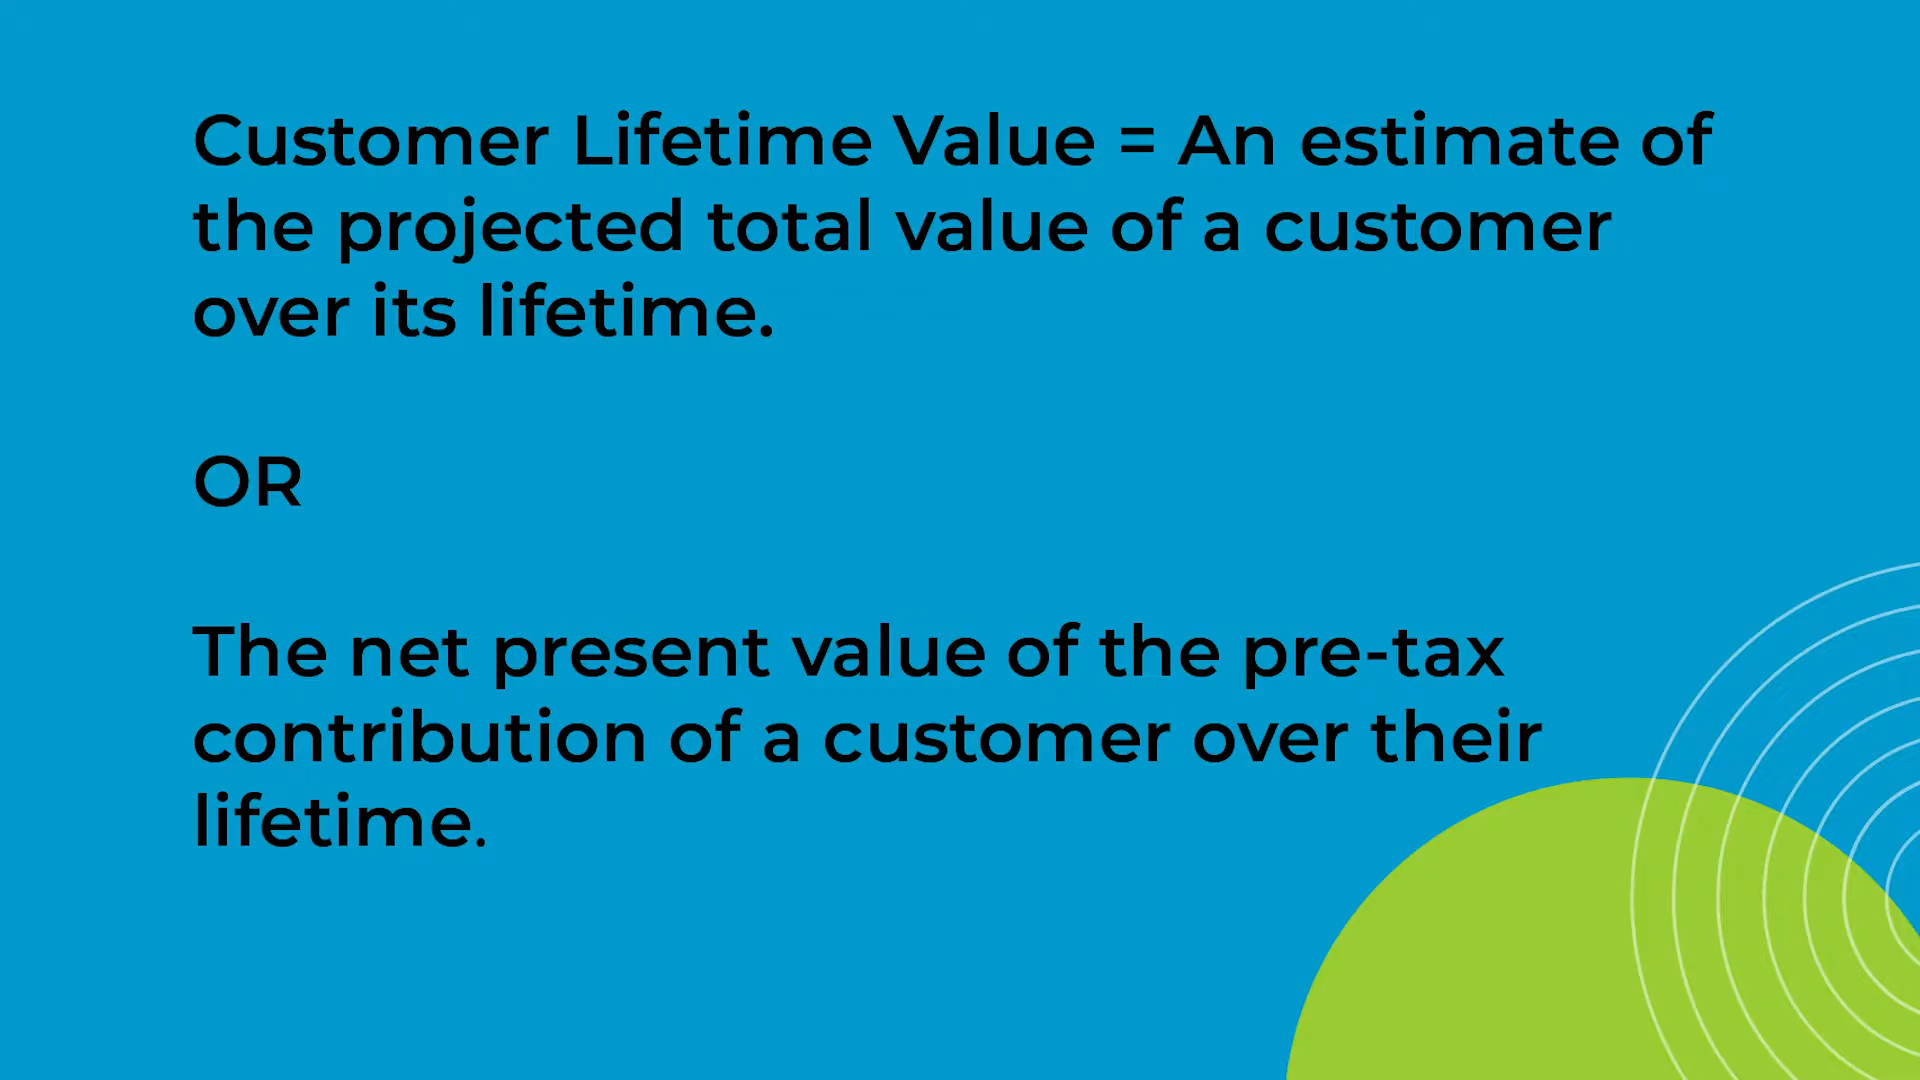 Customer Lifetime Value = An estimate of
the projected total value of a customer
over its lifetime.
OR
The net present value of the pre-tax
contribution of a customer over their
lifetime.